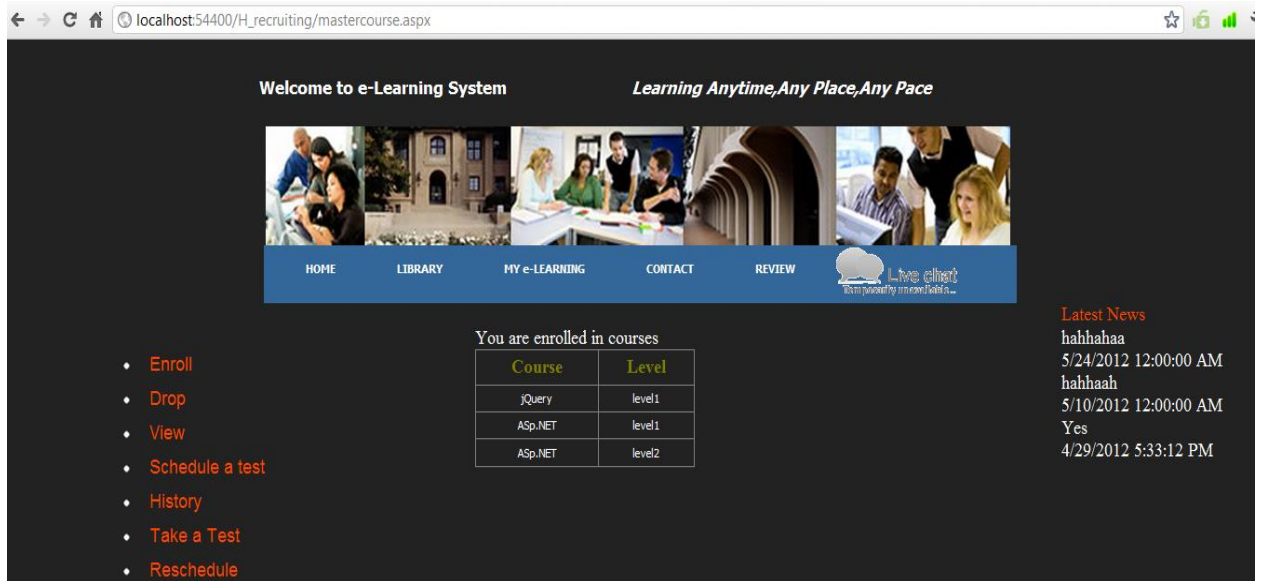 localhost:54400/H_recruiting/mastercourse.aspx
Welcome to e-Learning System
Learning Anytime,Any Place,Any Pace
HOME LIBRARY MY e-LEARNING CONTACT REVIEW
Live chat
Temporarily unavailable...
Enroll
Drop
View
Schedule a test
History
Take a Test
Reschedule
You are enrolled in courses
Course Level
jQuery level1
ASp.NET level1
ASp.NET level2
Latest News
hahhahaa
5/24/2012 12:00:00 AM
hahhaah
5/10/2012 12:00:00 AM
Yes
4/29/2012 5:33:12 PM